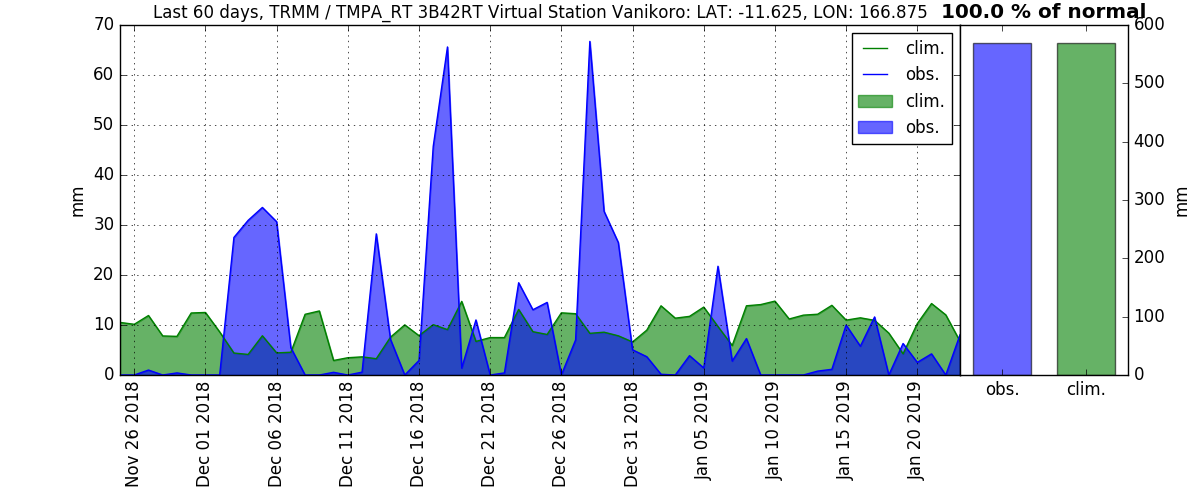 Last 60 days, TRMM / TMPA_RT 3B42RT Virtual Station Vanikoro: LAT: -11.625, LON: 166.875 100.0 % of normal
70
60
50
40
30
20
10
0
mm
clim.
obs.
clim.
obs.
600
500
400
300
200
100
0
mm
obs.
clim.
Nov 26 2018
Dec 01 2018
Dec 06 2018
Dec 11 2018
Dec 16 2018
Dec 21 2018
Dec 26 2018
Dec 31 2018
Jan 05 2019
Jan 10 2019
Jan 15 2019
Jan 20 2019